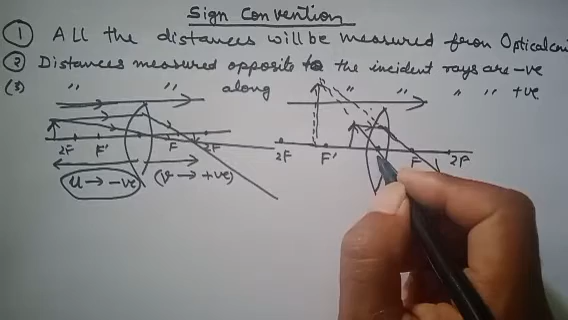 Sign Convention
① All the distances will be measured from Optical
② Distances measured opposite to the incident rays are -ve
(3) " " along " " " +ve
2F F' F 2F
2F F' F 2F
u → -ve (v → +ve)